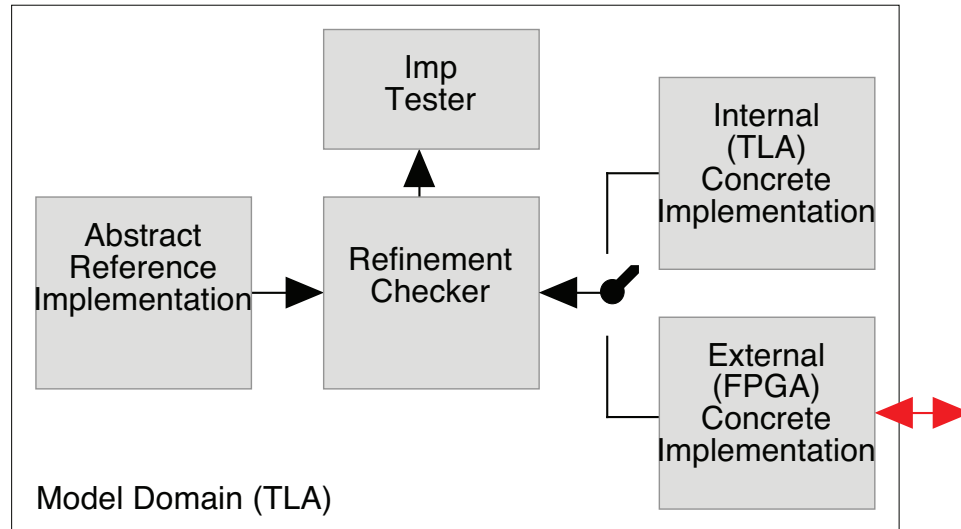 Imp
Tester
Internal
(TLA)
Concrete
Implementation
Abstract
Reference
Implementation
Refinement
Checker
External
(FPGA)
Concrete
Implementation
Model Domain (TLA)